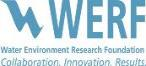 WERF
Water Environment Research Foundation
Collaboration. Innovation. Results.